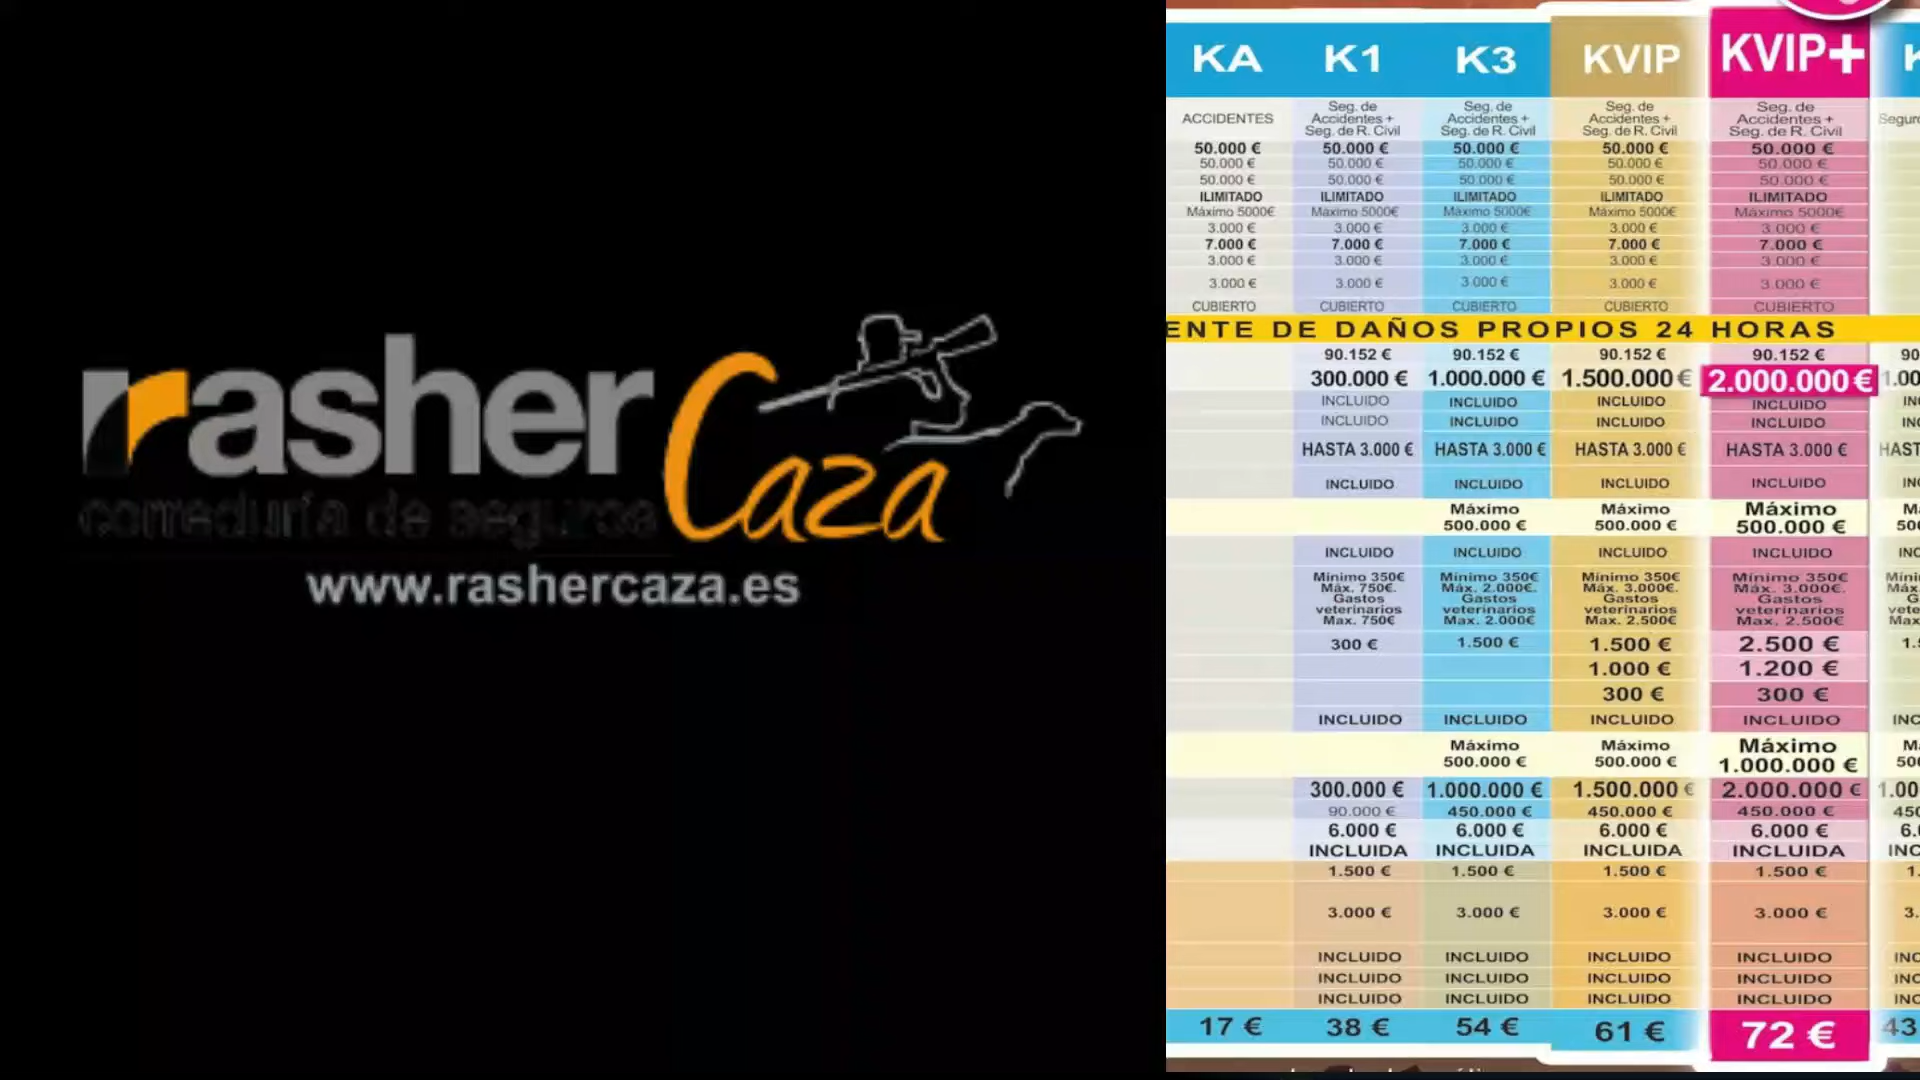 rasher Caza
correduría de seguros
www.rashercaza.es
KA K1 K3 KVIP KVIP+
ACCIDENTES Seg. de Accidentes + Seg. de R. Civil Seg. de Accidentes + Seg. de R. Civil Seg. de Accidentes + Seg. de R. Civil Seg. de Accidentes + Seg. de R. Civil
50.000 € 50.000 € 50.000 € 50.000 € 50.000 €
50.000 € 50.000 € 50.000 € 50.000 € 50.000 €
50.000 € 50.000 € 50.000 € 50.000 € 50.000 €
ILIMITADO ILIMITADO ILIMITADO ILIMITADO ILIMITADO
Máximo 5000€ Máximo 5000€ Máximo 5000€ Máximo 5000€ Máximo 5000€
3.000 € 3.000 € 3.000 € 3.000 € 3.000 €
7.000 € 7.000 € 7.000 € 7.000 € 7.000 €
3.000 € 3.000 € 3.000 € 3.000 € 3.000 €
3.000 € 3.000 € 3.000 € 3.000 € 3.000 €
CUBIERTO CUBIERTO CUBIERTO CUBIERTO CUBIERTO
ENTE DE DAÑOS PROPIOS 24 HORAS
90.152 € 90.152 € 90.152 € 90.152 € 90
300.000 € 1.000.000 € 1.500.000 € 2.000.000 € 1.00
INCLUIDO INCLUIDO INCLUIDO INCLUIDO
INCLUIDO INCLUIDO INCLUIDO INCLUIDO
HASTA 3.000 € HASTA 3.000 € HASTA 3.000 € HASTA 3.000 € HAST
INCLUIDO INCLUIDO INCLUIDO INCLUIDO
Máximo Máximo Máximo
500.000 € 500.000 € 500.000 €
INCLUIDO INCLUIDO INCLUIDO INCLUIDO
Mínimo 350€ Mínimo 350€ Mínimo 350€ Mínimo 350€
Máx. 750€. Máx. 2.000€. Máx. 3.000€. Máx. 3.000€.
Gastos Gastos Gastos Gastos
veterinarios veterinarios veterinarios veterinarios
Max. 750€ Max. 2.000€ Max. 2.500€ Max. 2.500€
300 € 1.500 € 1.500 € 2.500 €
1.000 € 1.200 €
300 € 300 €
INCLUIDO INCLUIDO INCLUIDO INCLUIDO
Máximo Máximo Máximo
500.000 € 500.000 € 1.000.000 €
300.000 € 1.000.000 € 1.500.000 € 2.000.000 € 1.00
90.000 € 450.000 € 450.000 € 450.000 € 450
6.000 € 6.000 € 6.000 € 6.000 € 6.
INCLUIDA INCLUIDA INCLUIDA INCLUIDA
1.500 € 1.500 € 1.500 € 1.500 €
3.000 € 3.000 € 3.000 € 3.000 € 3.
INCLUIDO INCLUIDO INCLUIDO INCLUIDO
INCLUIDO INCLUIDO INCLUIDO INCLUIDO
INCLUIDO INCLUIDO INCLUIDO INCLUIDO
17 € 38 € 54 € 61 € 72 € 43